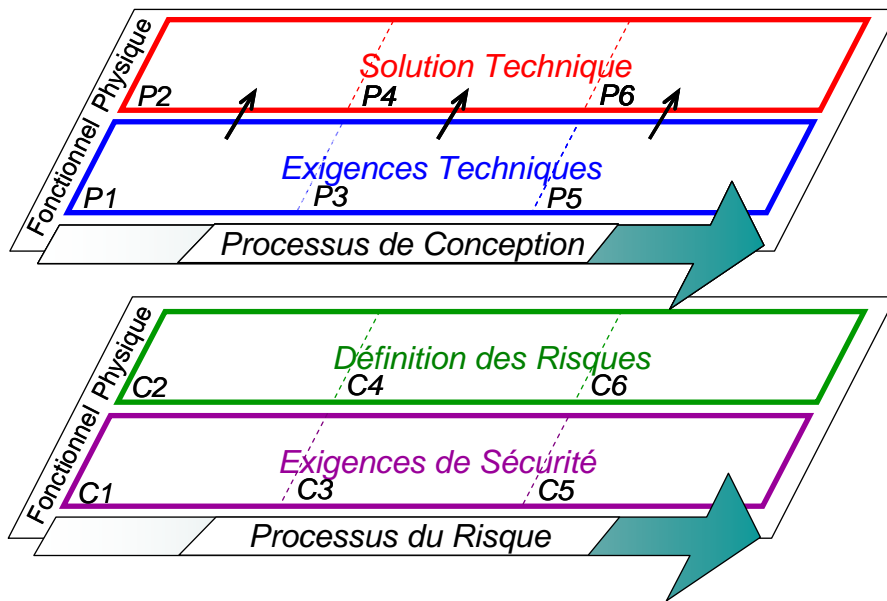 Physique
Solution Technique
P2
P4
P6
Fonctionnel
Exigences Techniques
P1
P3
P5
Processus de Conception
Physique
Définition des Risques
C2
C4
C6
Fonctionnel
Exigences de Sécurité
C1
C3
C5
Processus du Risque